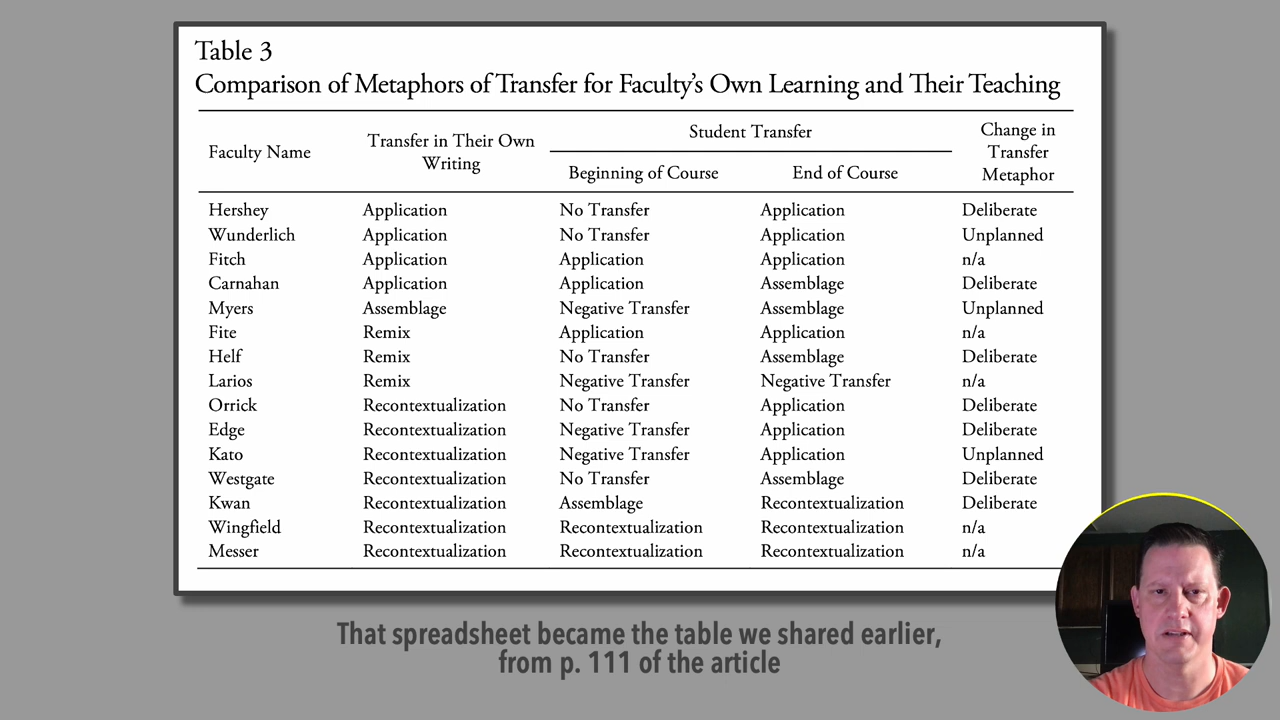 Table 3
Comparison of Metaphors of Transfer for Faculty's Own Learning and Their Teaching
Faculty Name Transfer in Their Own Writing Student Transfer Change in Transfer Metaphor
Beginning of Course End of Course
Hershey Application No Transfer Application Deliberate
Wunderlich Application No Transfer Application Unplanned
Fitch Application Application Application n/a
Carnahan Application Application Assemblage Deliberate
Myers Assemblage Negative Transfer Assemblage Unplanned
Fite Remix Application Application n/a
Helf Remix No Transfer Assemblage Deliberate
Larios Remix Negative Transfer Negative Transfer n/a
Orrick Recontextualization No Transfer Application Deliberate
Edge Recontextualization Negative Transfer Application Deliberate
Kato Recontextualization Negative Transfer Application Unplanned
Westgate Recontextualization No Transfer Assemblage Deliberate
Kwan Recontextualization Assemblage Recontextualization Deliberate
Wingfield Recontextualization Recontextualization Recontextualization n/a
Messer Recontextualization Recontextualization Recontextualization n/a
That spreadsheet became the table we shared earlier,
from p. 111 of the article